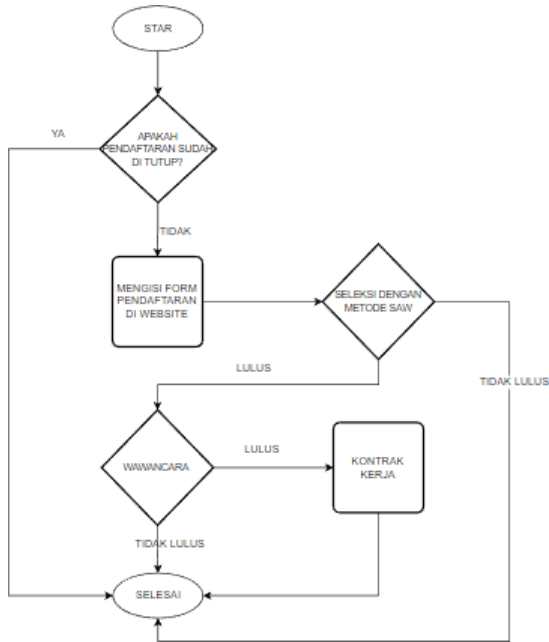 STAR
YA
APAKAH
PENDAFTARAN SUDAH
DI TUTUP?
TIDAK
MENGISI FORM
PENDAFTARAN
DI WEBSITE
SELEKSI DENGAN
METODE SAW
LULUS
TIDAK LULUS
WAWANCARA
LULUS
KONTRAK
KERJA
TIDAK LULUS
SELESAI